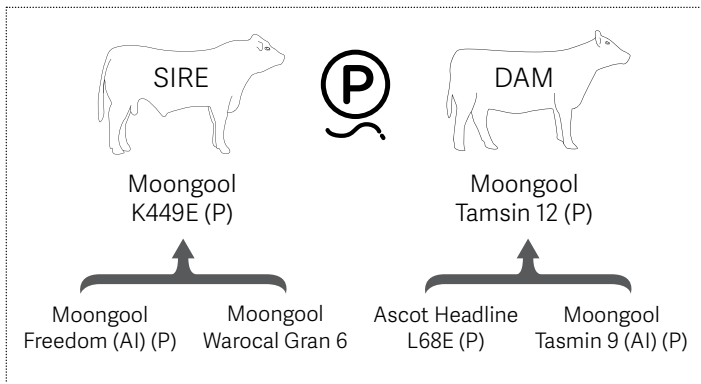 SIRE
P
DAM
Moongool
K449E (P)
Moongool
Tamsin 12 (P)
Moongool
Freedom (AI) (P)
Moongool
Warocal Gran 6
Ascot Headline
L68E (P)
Moongool
Tasmin 9 (AI) (P)